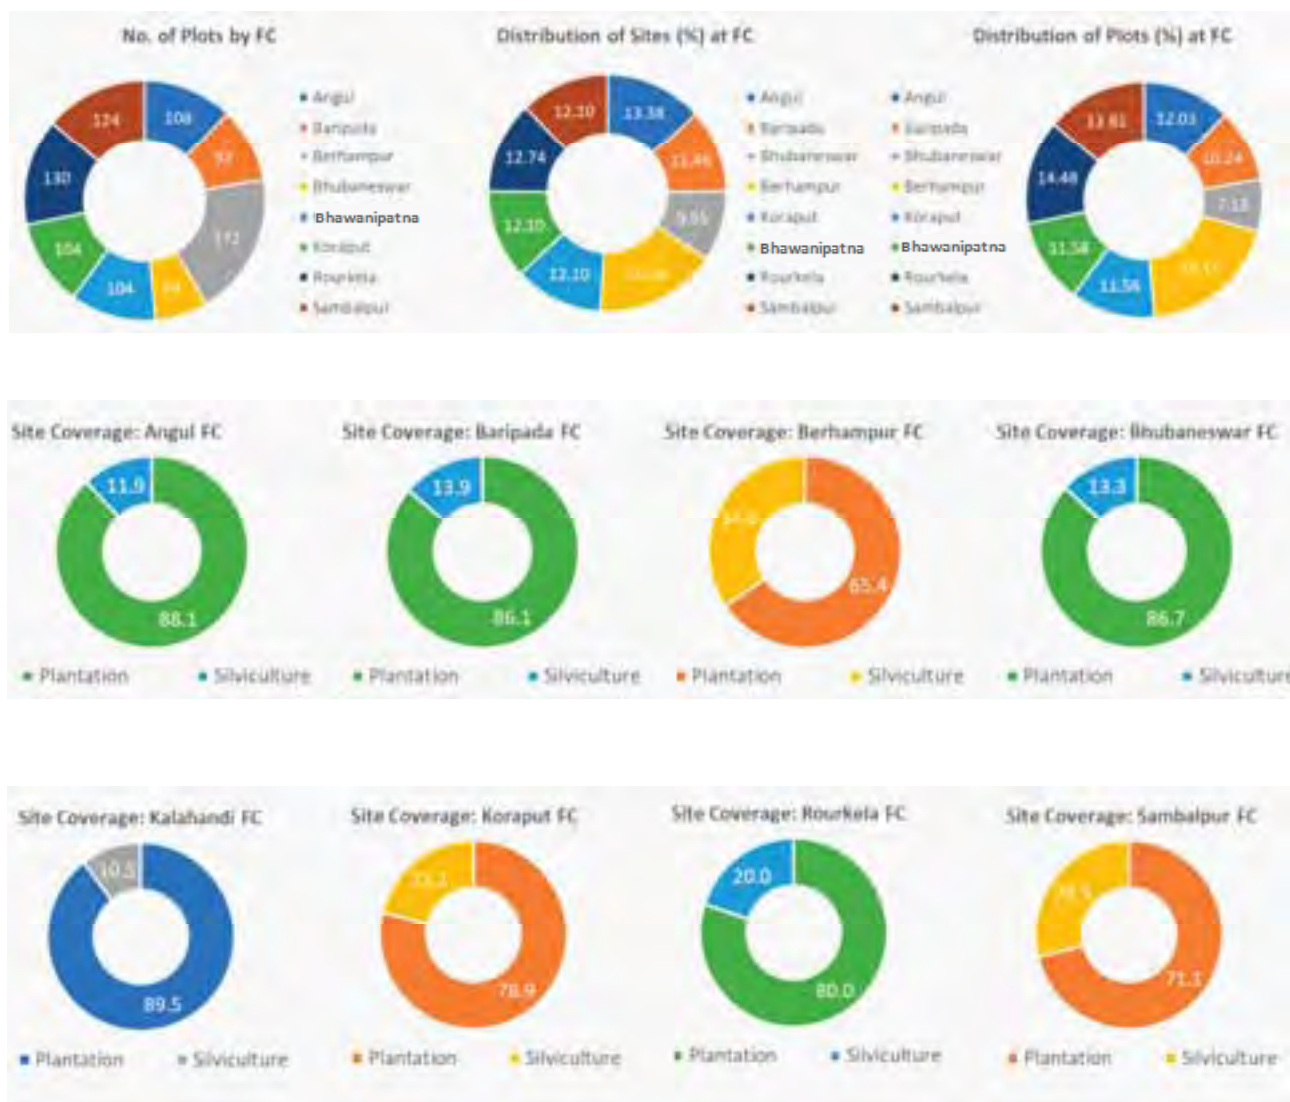 No. of Plots by FC
Distribution of Sites (%) at FC
Distribution of Plots (%) at FC
124
108
130
104
104
Angul
Baripada
Berhampur
Bhubaneswar
Bhawanipatna
Koraput
Rourkela
Sambalpur
12.10
13.38
12.74
11.46
12.10
12.10
Angul
Baripada
Bhubaneswar
Berhampur
Koraput
Bhawanipatna
Rourkela
Sambalpur
Angul
Baripada
Bhubaneswar
Berhampur
Koraput
Bhawanipatna
Rourkela
Sambalpur
13.81
12.03
14.48
10.24
11.58
11.58
Site Coverage: Angul FC
11.9
88.1
Plantation Silviculture
Site Coverage: Baripada FC
13.9
86.1
Plantation Silviculture
Site Coverage: Berhampur FC
65.4
Plantation Silviculture
Site Coverage: Bhubaneswar FC
13.3
86.7
Plantation Silviculture
Site Coverage: Kalahandi FC
10.5
89.5
Plantation Silviculture
Site Coverage: Koraput FC
78.9
Plantation Silviculture
Site Coverage: Rourkela FC
20.0
80.0
Plantation Silviculture
Site Coverage: Sambalpur FC
71.1
Plantation Silviculture